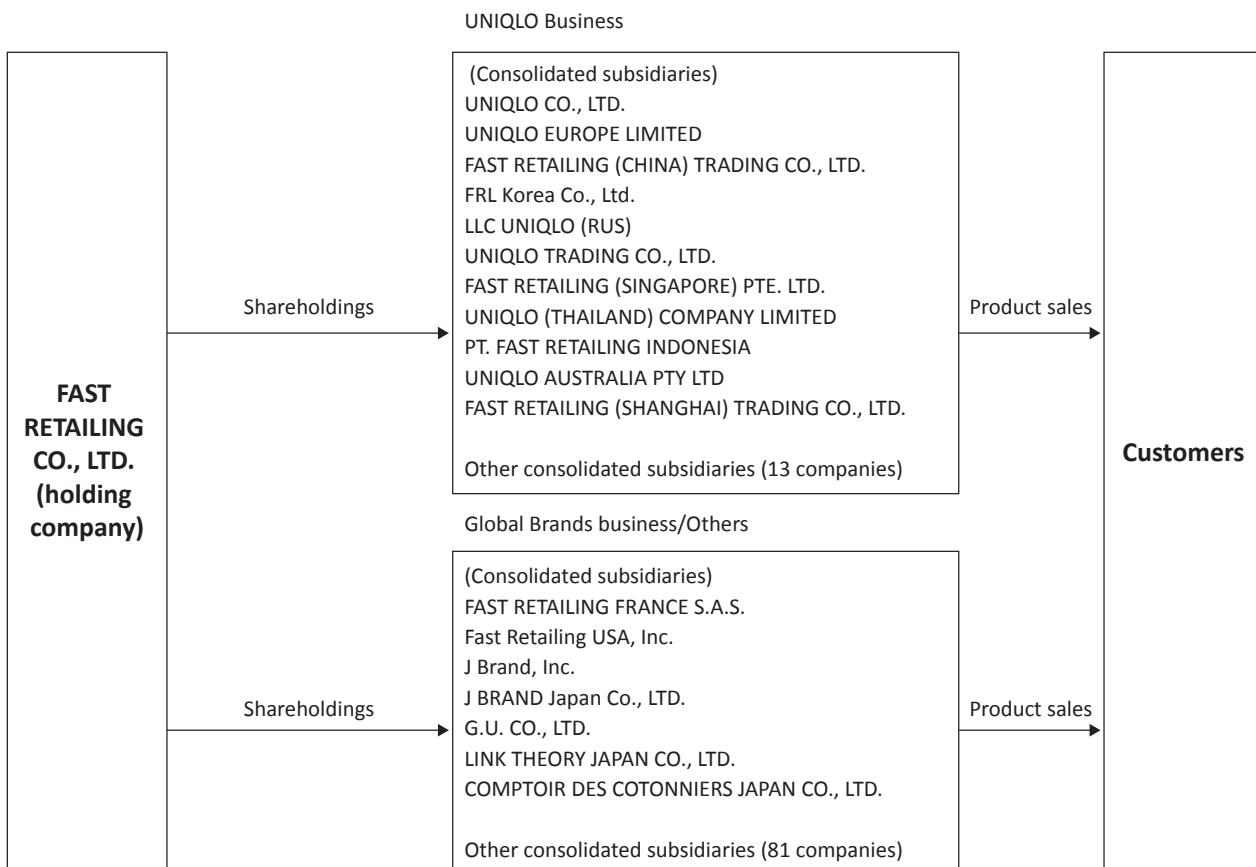 UNIQLO Business
FAST
RETAILING
CO., LTD.
(holding
company)
Shareholdings
(Consolidated subsidiaries)
UNIQLO CO., LTD.
UNIQLO EUROPE LIMITED
FAST RETAILING (CHINA) TRADING CO., LTD.
FRL Korea Co., Ltd.
LLC UNIQLO (RUS)
UNIQLO TRADING CO., LTD.
FAST RETAILING (SINGAPORE) PTE. LTD.
UNIQLO (THAILAND) COMPANY LIMITED
PT. FAST RETAILING INDONESIA
UNIQLO AUSTRALIA PTY LTD
FAST RETAILING (SHANGHAI) TRADING CO., LTD.
Other consolidated subsidiaries (13 companies)
Product sales
Customers
Global Brands business/Others
Shareholdings
(Consolidated subsidiaries)
FAST RETAILING FRANCE S.A.S.
Fast Retailing USA, Inc.
J Brand, Inc.
J BRAND Japan Co., LTD.
G.U. CO., LTD.
LINK THEORY JAPAN CO., LTD.
COMPTOIR DES COTONNIERS JAPAN CO., LTD.
Other consolidated subsidiaries (81 companies)
Product sales